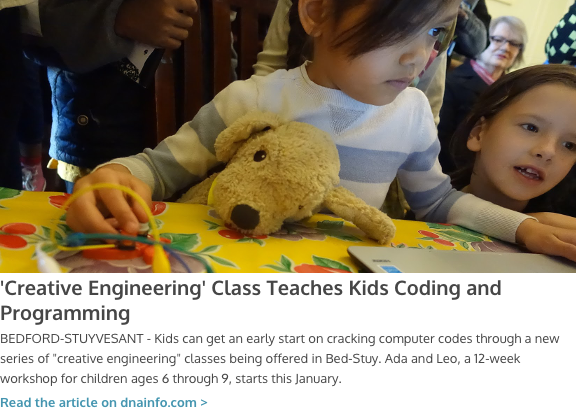 'Creative Engineering' Class Teaches Kids Coding and
Programming
BEDFORD-STUYVESANT - Kids can get an early start on cracking computer codes through a new
series of "creative engineering" classes being offered in Bed-Stuy. Ada and Leo, a 12-week
workshop for children ages 6 through 9, starts this January.
Read the article on dnainfo.com >